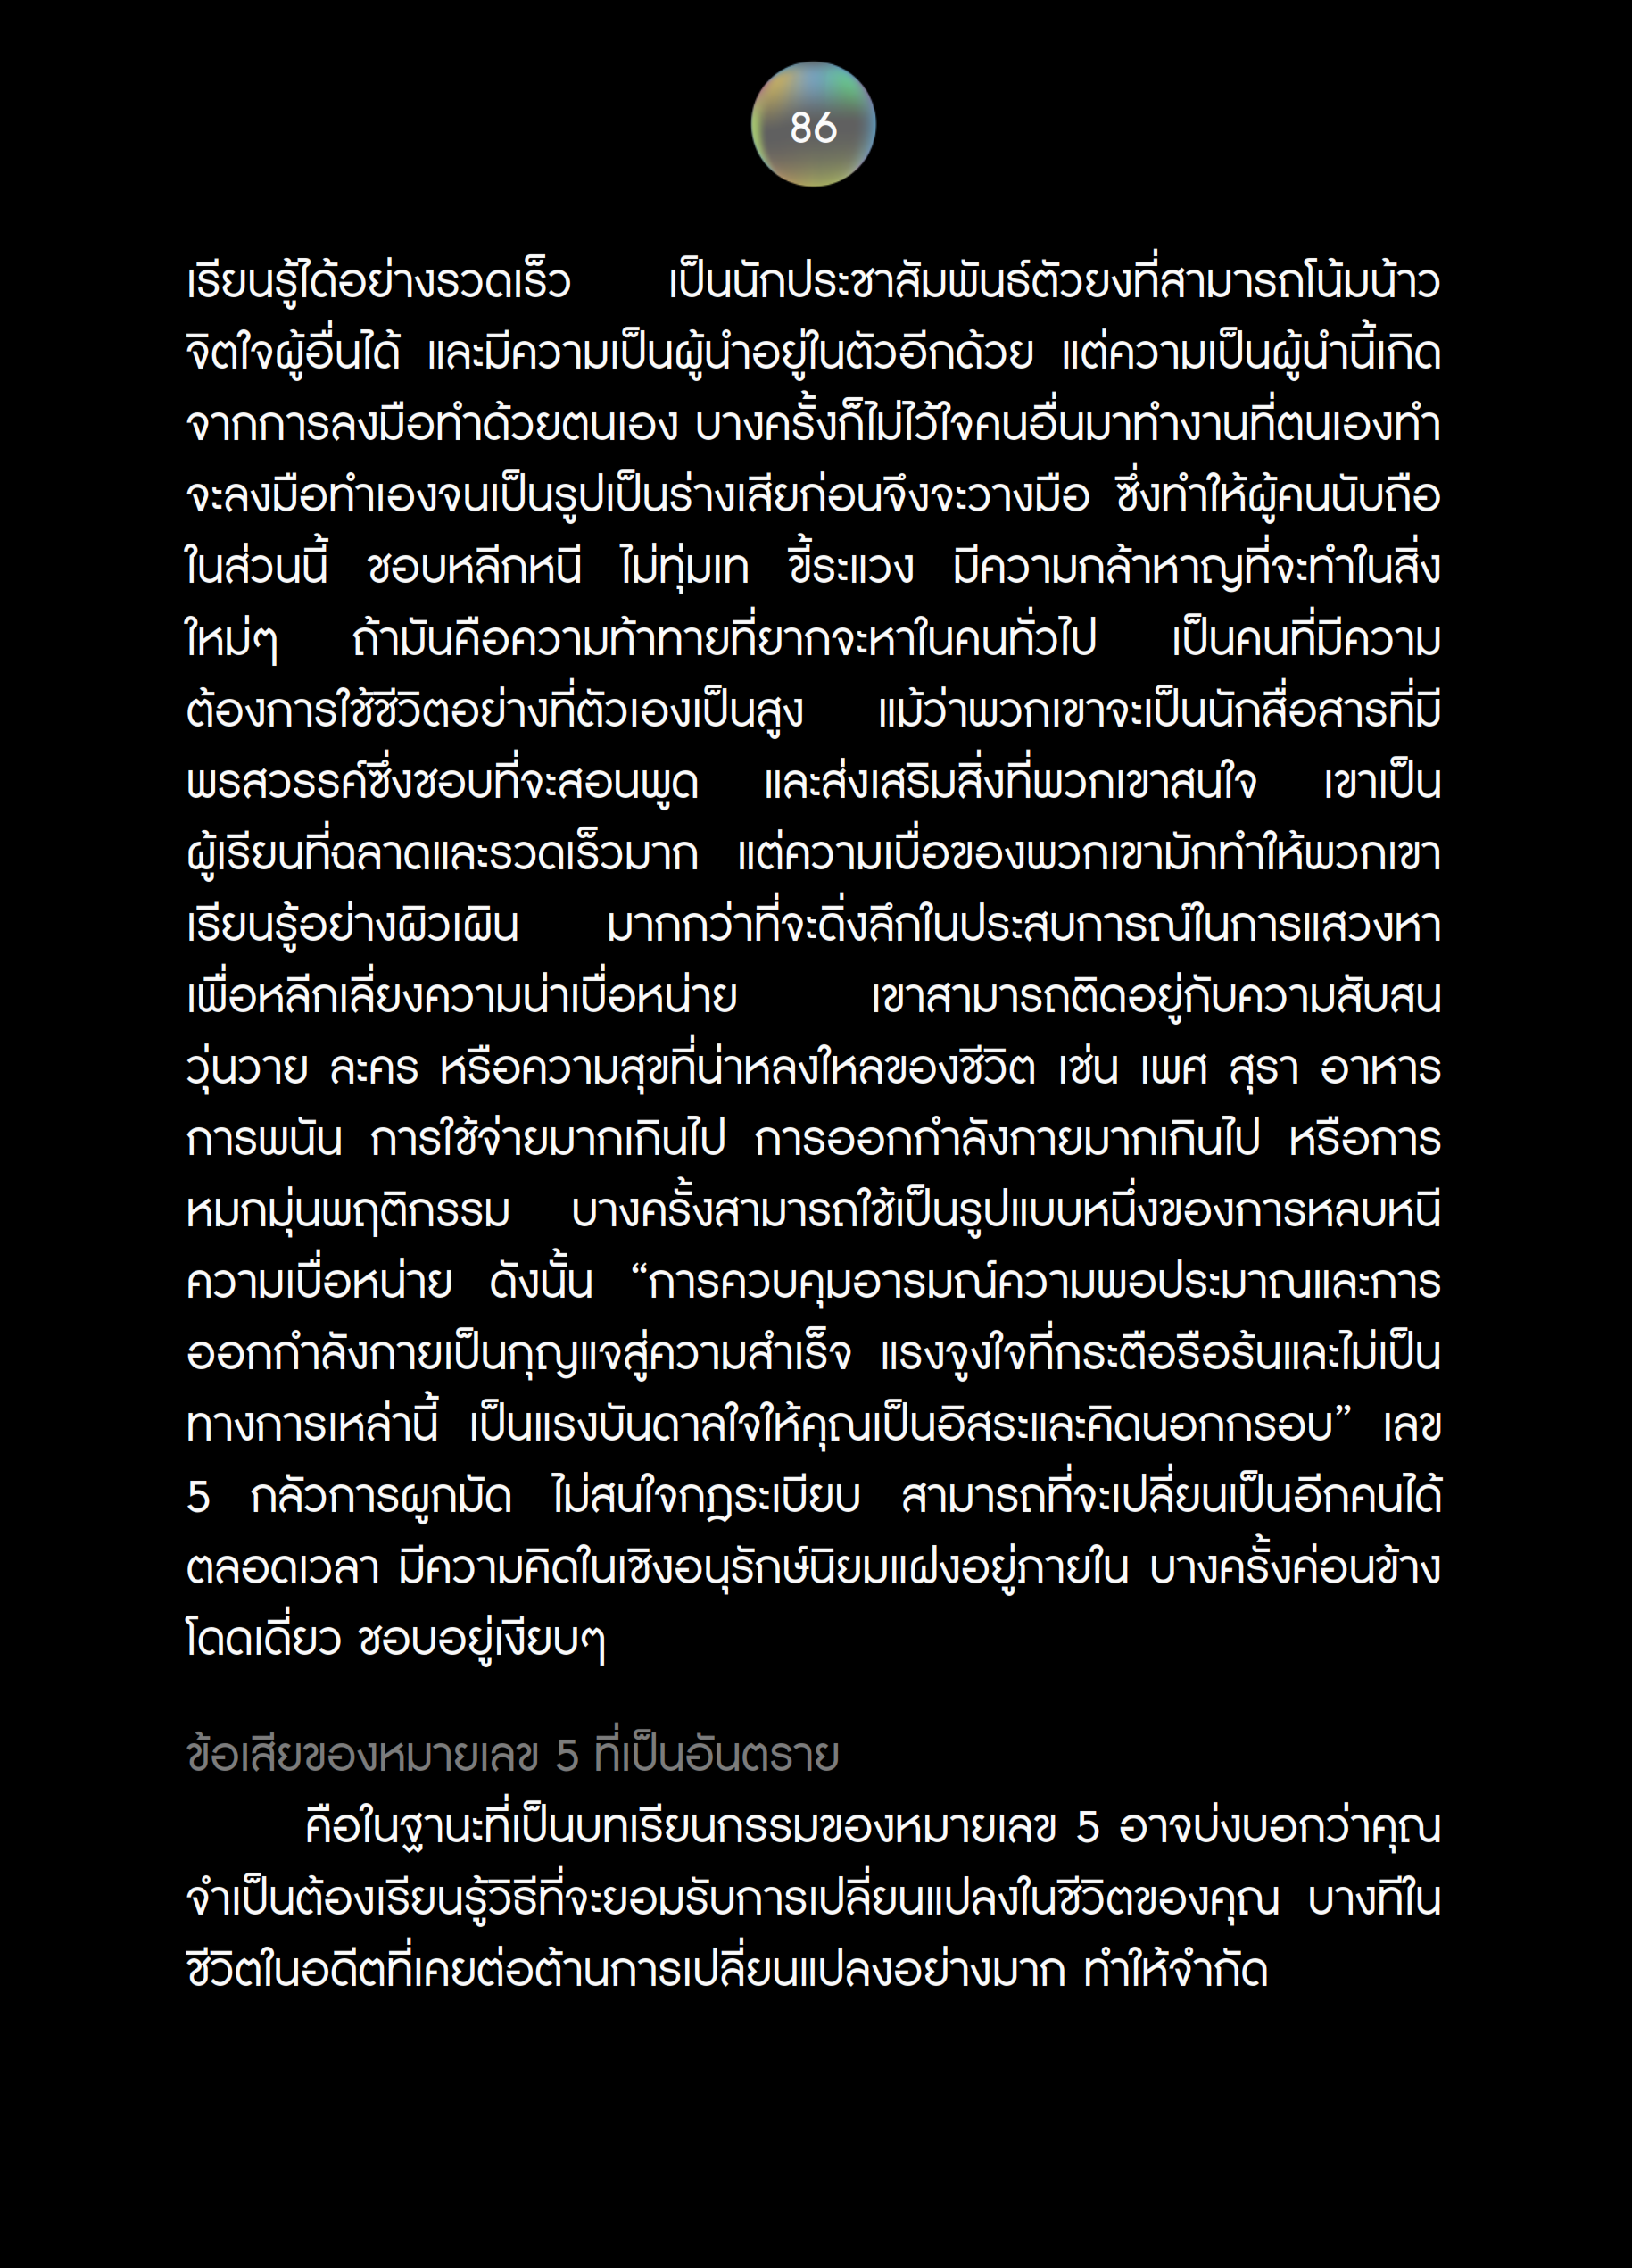 86
เรียนรู้ได้อย่างรวดเร็ว เป็นนักประชาสัมพันธ์ตัวยงที่สามารถโน้มน้าว
จิตใจผู้อื่นได้ และมีความเป็นผู้นำอยู่ในตัวอีกด้วย แต่ความเป็นผู้นำนี้เกิด
จากการลงมือทำด้วยตนเอง บางครั้งก็ไม่ไว้ใจคนอื่นมาทำงานที่ตนเองทำ
จะลงมือทำเองจนเป็นรูปเป็นร่างเสียก่อนจึงจะวางมือ ซึ่งทำให้ผู้คนนับถือ
ในส่วนนี้ ชอบหลีกหนี ไม่ทุ่มเท ขี้ระแวง มีความกล้าหาญที่จะทำในสิ่ง
ใหม่ๆ ถ้ามันคือความท้าทายที่ยากจะหาในคนทั่วไป เป็นคนที่มีความ
ต้องการใช้ชีวิตอย่างที่ตัวเองเป็นสูง แม้ว่าพวกเขาจะเป็นนักสื่อสารที่มี
พรสวรรค์ซึ่งชอบที่จะสอนพูด และส่งเสริมสิ่งที่พวกเขาสนใจ เขาเป็น
ผู้เรียนที่ฉลาดและรวดเร็วมาก แต่ความเบื่อของพวกเขามักทำให้พวกเขา
เรียนรู้อย่างผิวเผิน มากกว่าที่จะดิ่งลึกในประสบการณ์ในการแสวงหา
เพื่อหลีกเลี่ยงความน่าเบื่อหน่าย เขาสามารถติดอยู่กับความสับสน
วุ่นวาย ละคร หรือความสุขที่น่าหลงใหลของชีวิต เช่น เพศ สุรา อาหาร
การพนัน การใช้จ่ายมากเกินไป การออกกำลังกายมากเกินไป หรือการ
หมกมุ่นพฤติกรรม บางครั้งสามารถใช้เป็นรูปแบบหนึ่งของการหลบหนี
ความเบื่อหน่าย ดังนั้น “การควบคุมอารมณ์ความพอประมาณและการ
ออกกำลังกายเป็นกุญแจสู่ความสำเร็จ แรงจูงใจที่กระตือรือร้นและไม่เป็น
ทางการเหล่านี้ เป็นแรงบันดาลใจให้คุณเป็นอิสระและคิดนอกกรอบ” เลข
5 กลัวการผูกมัด ไม่สนใจกฎระเบียบ สามารถที่จะเปลี่ยนเป็นอีกคนได้
ตลอดเวลา มีความคิดในเชิงอนุรักษ์นิยมแฝงอยู่ภายใน บางครั้งค่อนข้าง
โดดเดี่ยว ชอบอยู่เงียบๆ
ข้อเสียของหมายเลข 5 ที่เป็นอันตราย
คือในฐานะที่เป็นบทเรียนกรรมของหมายเลข 5 อาจบ่งบอกว่าคุณ
จำเป็นต้องเรียนรู้วิธีที่จะยอมรับการเปลี่ยนแปลงในชีวิตของคุณ บางทีใน
ชีวิตในอดีตที่เคยต่อต้านการเปลี่ยนแปลงอย่างมาก ทำให้จำกัด